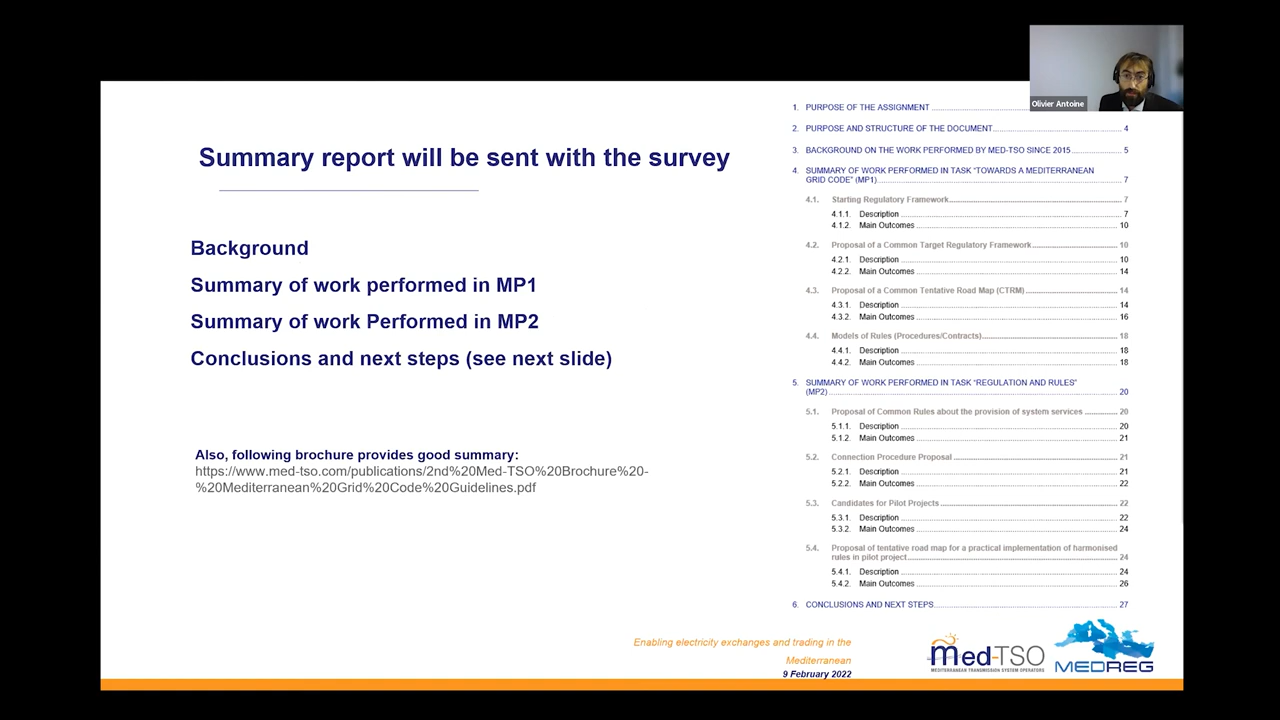 Olivier Antoine
Summary report will be sent with the survey
Background
Summary of work performed in MP1
Summary of work Performed in MP2
Conclusions and next steps (see next slide)
Also, following brochure provides good summary:
https://www.med-tso.com/publications/2nd%20Med-TSO%20Brochure%20-
%20Mediterranean%20Grid%20Code%20Guidelines.pdf
1. PURPOSE OF THE ASSIGNMENT
2. PURPOSE AND STRUCTURE OF THE DOCUMENT 4
3. BACKGROUND ON THE WORK PERFORMED BY MED-TSO SINCE 2015 5
4. SUMMARY OF WORK PERFORMED IN TASK “TOWARDS A MEDITERRANEAN
GRID CODE” (MP1) 7
4.1. Starting Regulatory Framework 7
4.1.1. Description 7
4.1.2. Main Outcomes 10
4.2. Proposal of a Common Target Regulatory Framework 10
4.2.1. Description 10
4.2.2. Main Outcomes 14
4.3. Proposal of a Common Tentative Road Map (CTRM) 14
4.3.1. Description 14
4.3.2. Main Outcomes 16
4.4. Models of Rules (Procedures/Contracts) 18
4.4.1. Description 18
4.4.2. Main Outcomes 18
5. SUMMARY OF WORK PERFORMED IN TASK “REGULATION AND RULES”
(MP2) 20
5.1. Proposal of Common Rules about the provision of system services 20
5.1.1. Description 20
5.1.2. Main Outcomes 21
5.2. Connection Procedure Proposal 21
5.2.1. Description 21
5.2.2. Main Outcomes 22
5.3. Candidates for Pilot Projects 22
5.3.1. Description 22
5.3.2. Main Outcomes 24
5.4. Proposal of tentative road map for a practical implementation of harmonised
rules in pilot project 24
5.4.1. Description 24
5.4.2. Main Outcomes 26
6. CONCLUSIONS AND NEXT STEPS 27
Enabling electricity exchanges and trading in the
Mediterranean
9 February 2022
Med-TSO
MEDITERRANEAN TRANSMISSION SYSTEM OPERATORS
MEDREG